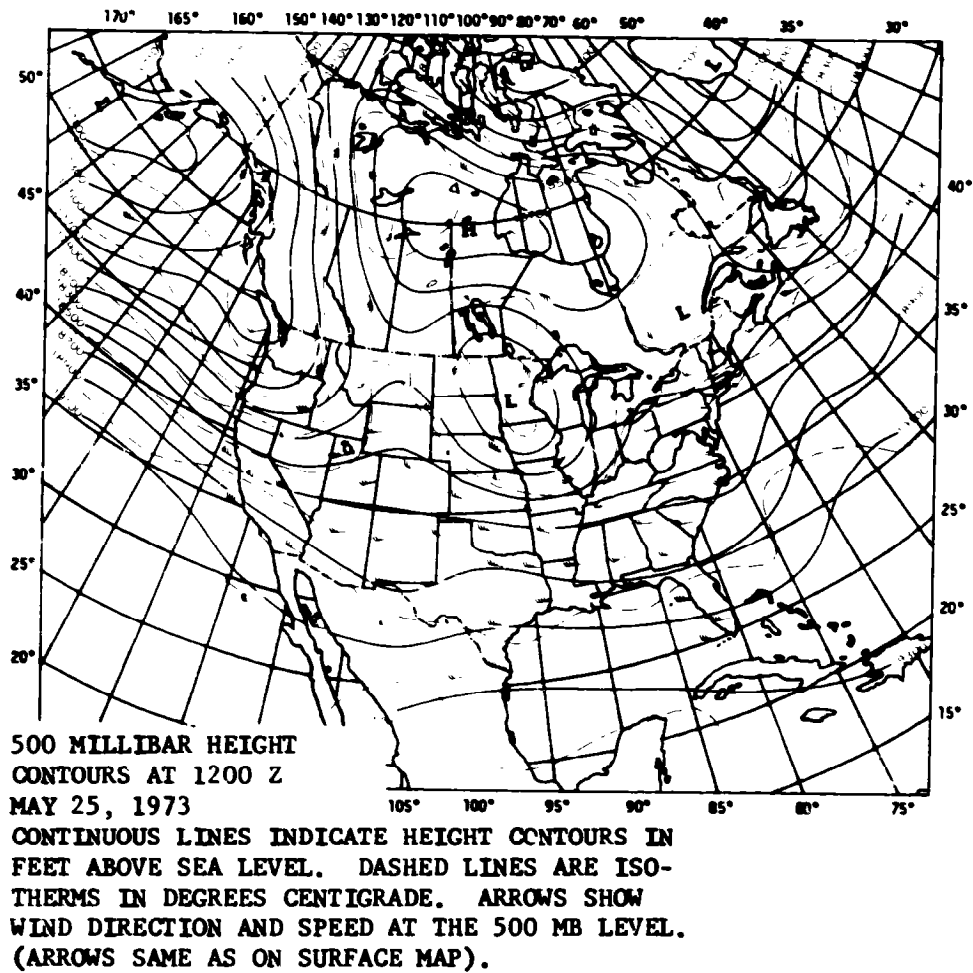 170° 165° 160° 150° 140° 130° 120° 110° 100° 90° 80° 70° 60° 50° 40° 35° 30°
50°
45°
40°
40°
35°
L
H
L
35°
30°
L
30°
25°
25°
20°
20°
15°
105° 100° 95° 90° 85° 80° 75°
500 MILLIBAR HEIGHT
CONTOURS AT 1200 Z
MAY 25, 1973
CONTINUOUS LINES INDICATE HEIGHT CONTOURS IN
FEET ABOVE SEA LEVEL. DASHED LINES ARE ISO-
THERMS IN DEGREES CENTIGRADE. ARROWS SHOW
WIND DIRECTION AND SPEED AT THE 500 MB LEVEL.
(ARROWS SAME AS ON SURFACE MAP).